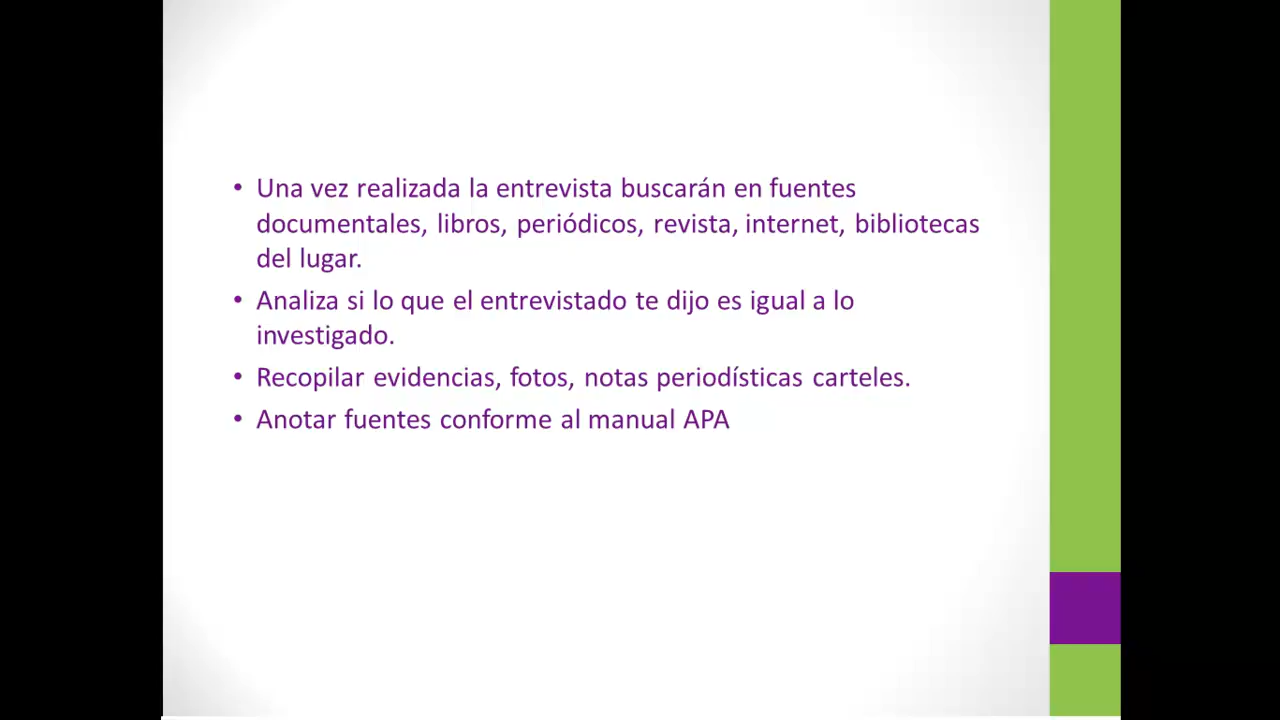 • Una vez realizada la entrevista buscarán en fuentes
documentales, libros, periódicos, revista, internet, bibliotecas
del lugar.
• Analiza si lo que el entrevistado te dijo es igual a lo
investigado.
• Recopilar evidencias, fotos, notas periodísticas carteles.
• Anotar fuentes conforme al manual APA